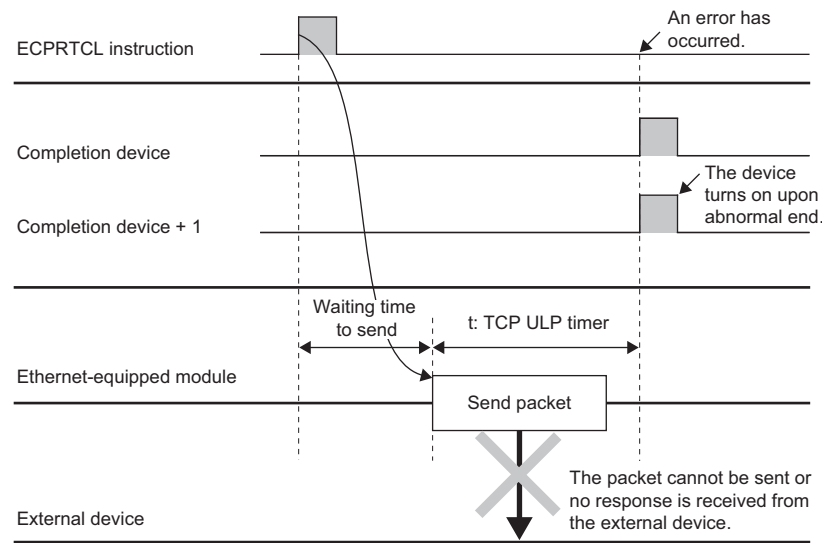 ECPRTCL instruction
An error has
occurred.
Completion device
The device
turns on upon
abnormal end.
Completion device + 1
Waiting time
to send
t: TCP ULP timer
Ethernet-equipped module
Send packet
The packet cannot be sent or
no response is received from
the external device.
External device